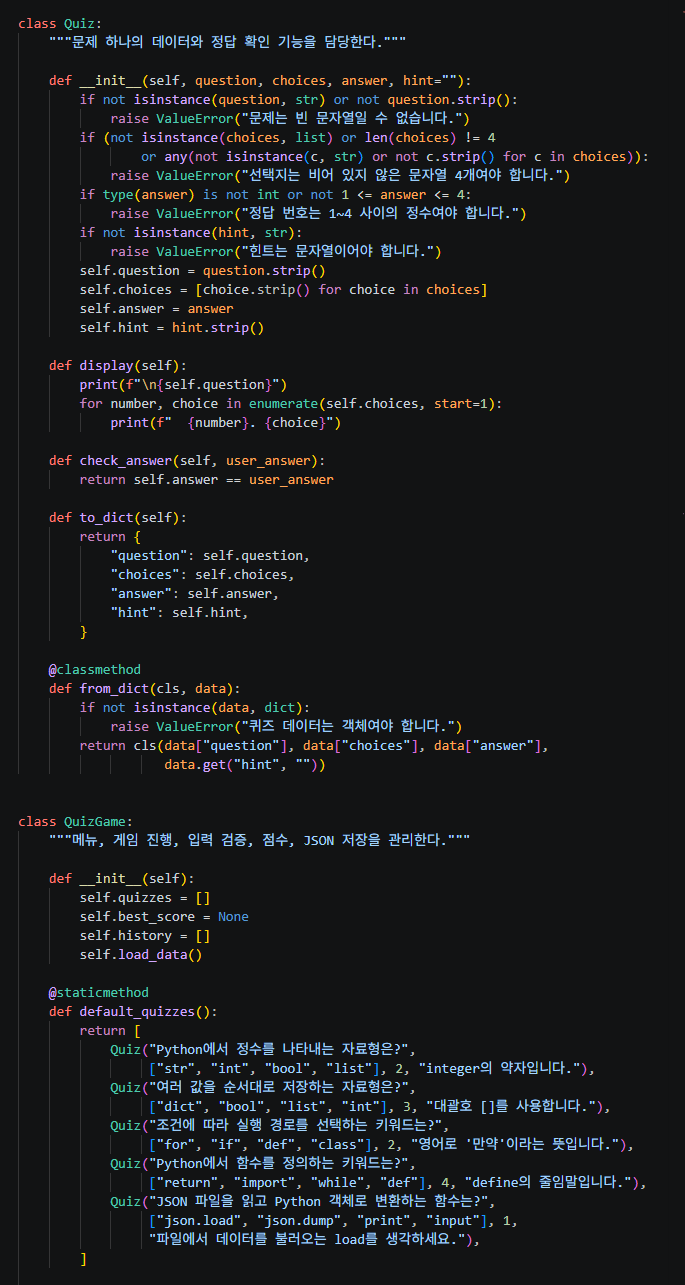 class Quiz:
    """문제 하나의 데이터와 정답 확인 기능을 담당한다."""

    def __init__(self, question, choices, answer, hint=""):
        if not isinstance(question, str) or not question.strip():
            raise ValueError("문제는 빈 문자열일 수 없습니다.")
        if (not isinstance(choices, list) or len(choices) != 4
                or any(not isinstance(c, str) or not c.strip() for c in choices)):
            raise ValueError("선택지는 비어 있지 않은 문자열 4개여야 합니다.")
        if type(answer) is not int or not 1 <= answer <= 4:
            raise ValueError("정답 번호는 1~4 사이의 정수여야 합니다.")
        if not isinstance(hint, str):
            raise ValueError("힌트는 문자열이어야 합니다.")
        self.question = question.strip()
        self.choices = [choice.strip() for choice in choices]
        self.answer = answer
        self.hint = hint.strip()

    def display(self):
        print(f"\n{self.question}")
        for number, choice in enumerate(self.choices, start=1):
            print(f"  {number}. {choice}")

    def check_answer(self, user_answer):
        return self.answer == user_answer

    def to_dict(self):
        return {
            "question": self.question,
            "choices": self.choices,
            "answer": self.answer,
            "hint": self.hint,
        }

    @classmethod
    def from_dict(cls, data):
        if not isinstance(data, dict):
            raise ValueError("퀴즈 데이터는 객체여야 합니다.")
        return cls(data["question"], data["choices"], data["answer"],
                   data.get("hint", ""))


class QuizGame:
    """메뉴, 게임 진행, 입력 검증, 점수, JSON 저장을 관리한다."""

    def __init__(self):
        self.quizzes = []
        self.best_score = None
        self.history = []
        self.load_data()

    @staticmethod
    def default_quizzes():
        return [
            Quiz("Python에서 정수를 나타내는 자료형은?",
                 ["str", "int", "bool", "list"], 2, "integer의 약자입니다."),
            Quiz("여러 값을 순서대로 저장하는 자료형은?",
                 ["dict", "bool", "list", "int"], 3, "대괄호 []를 사용합니다."),
            Quiz("조건에 따라 실행 경로를 선택하는 키워드는?",
                 ["for", "if", "def", "class"], 2, "영어로 '만약'이라는 뜻입니다."),
            Quiz("Python에서 함수를 정의하는 키워드는?",
                 ["return", "import", "while", "def"], 4, "define의 줄임말입니다."),
            Quiz("JSON 파일을 읽고 Python 객체로 변환하는 함수는?",
                 ["json.load", "json.dump", "print", "input"], 1,
                 "파일에서 데이터를 불러오는 load를 생각하세요."),
        ]